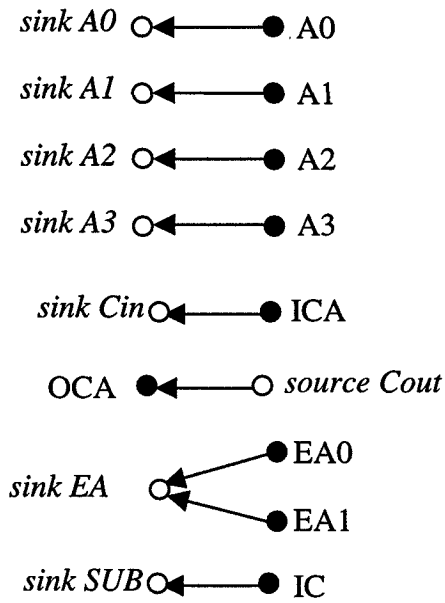 sink A0 A0
sink A1 A1
sink A2 A2
sink A3 A3
sink Cin ICA
OCA source Cout
EA0
sink EA
EA1
sink SUB IC